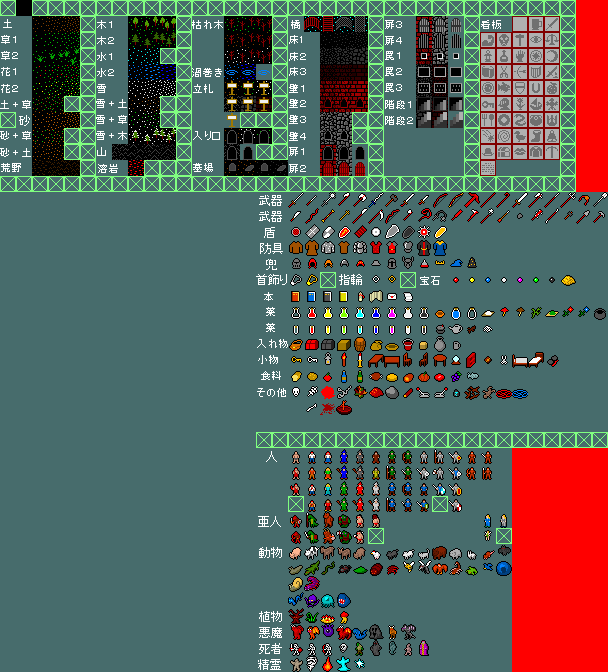 土
草1
草2
花1
花2
土+草
砂
砂+草
砂+土
荒野
木1
木2
水1
水2
雪
雪+土
雪+草
雪+木
山
溶岩
枯れ木
渦巻き
立札
入り口
墓場
橋
床1
床2
床3
壁1
壁2
壁3
壁4
扉1
扉2
扉3
扉4
罠1
罠2
罠3
階段1
階段2
看板
武器
武器
盾
防具
兜
首飾り
指輪
宝石
本
薬
薬
入れ物
小物
食料
その他
人
亜人
動物
植物
悪魔
死者
精霊